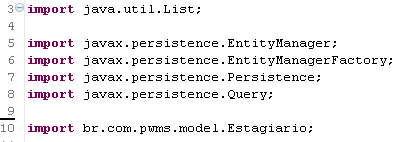 3 import java.util.List;
4
5 import javax.persistence.EntityManager;
6 import javax.persistence.EntityManagerFactory;
7 import javax.persistence.Persistence;
8 import javax.persistence.Query;
9
10 import br.com.pwms.model.Estagiario;